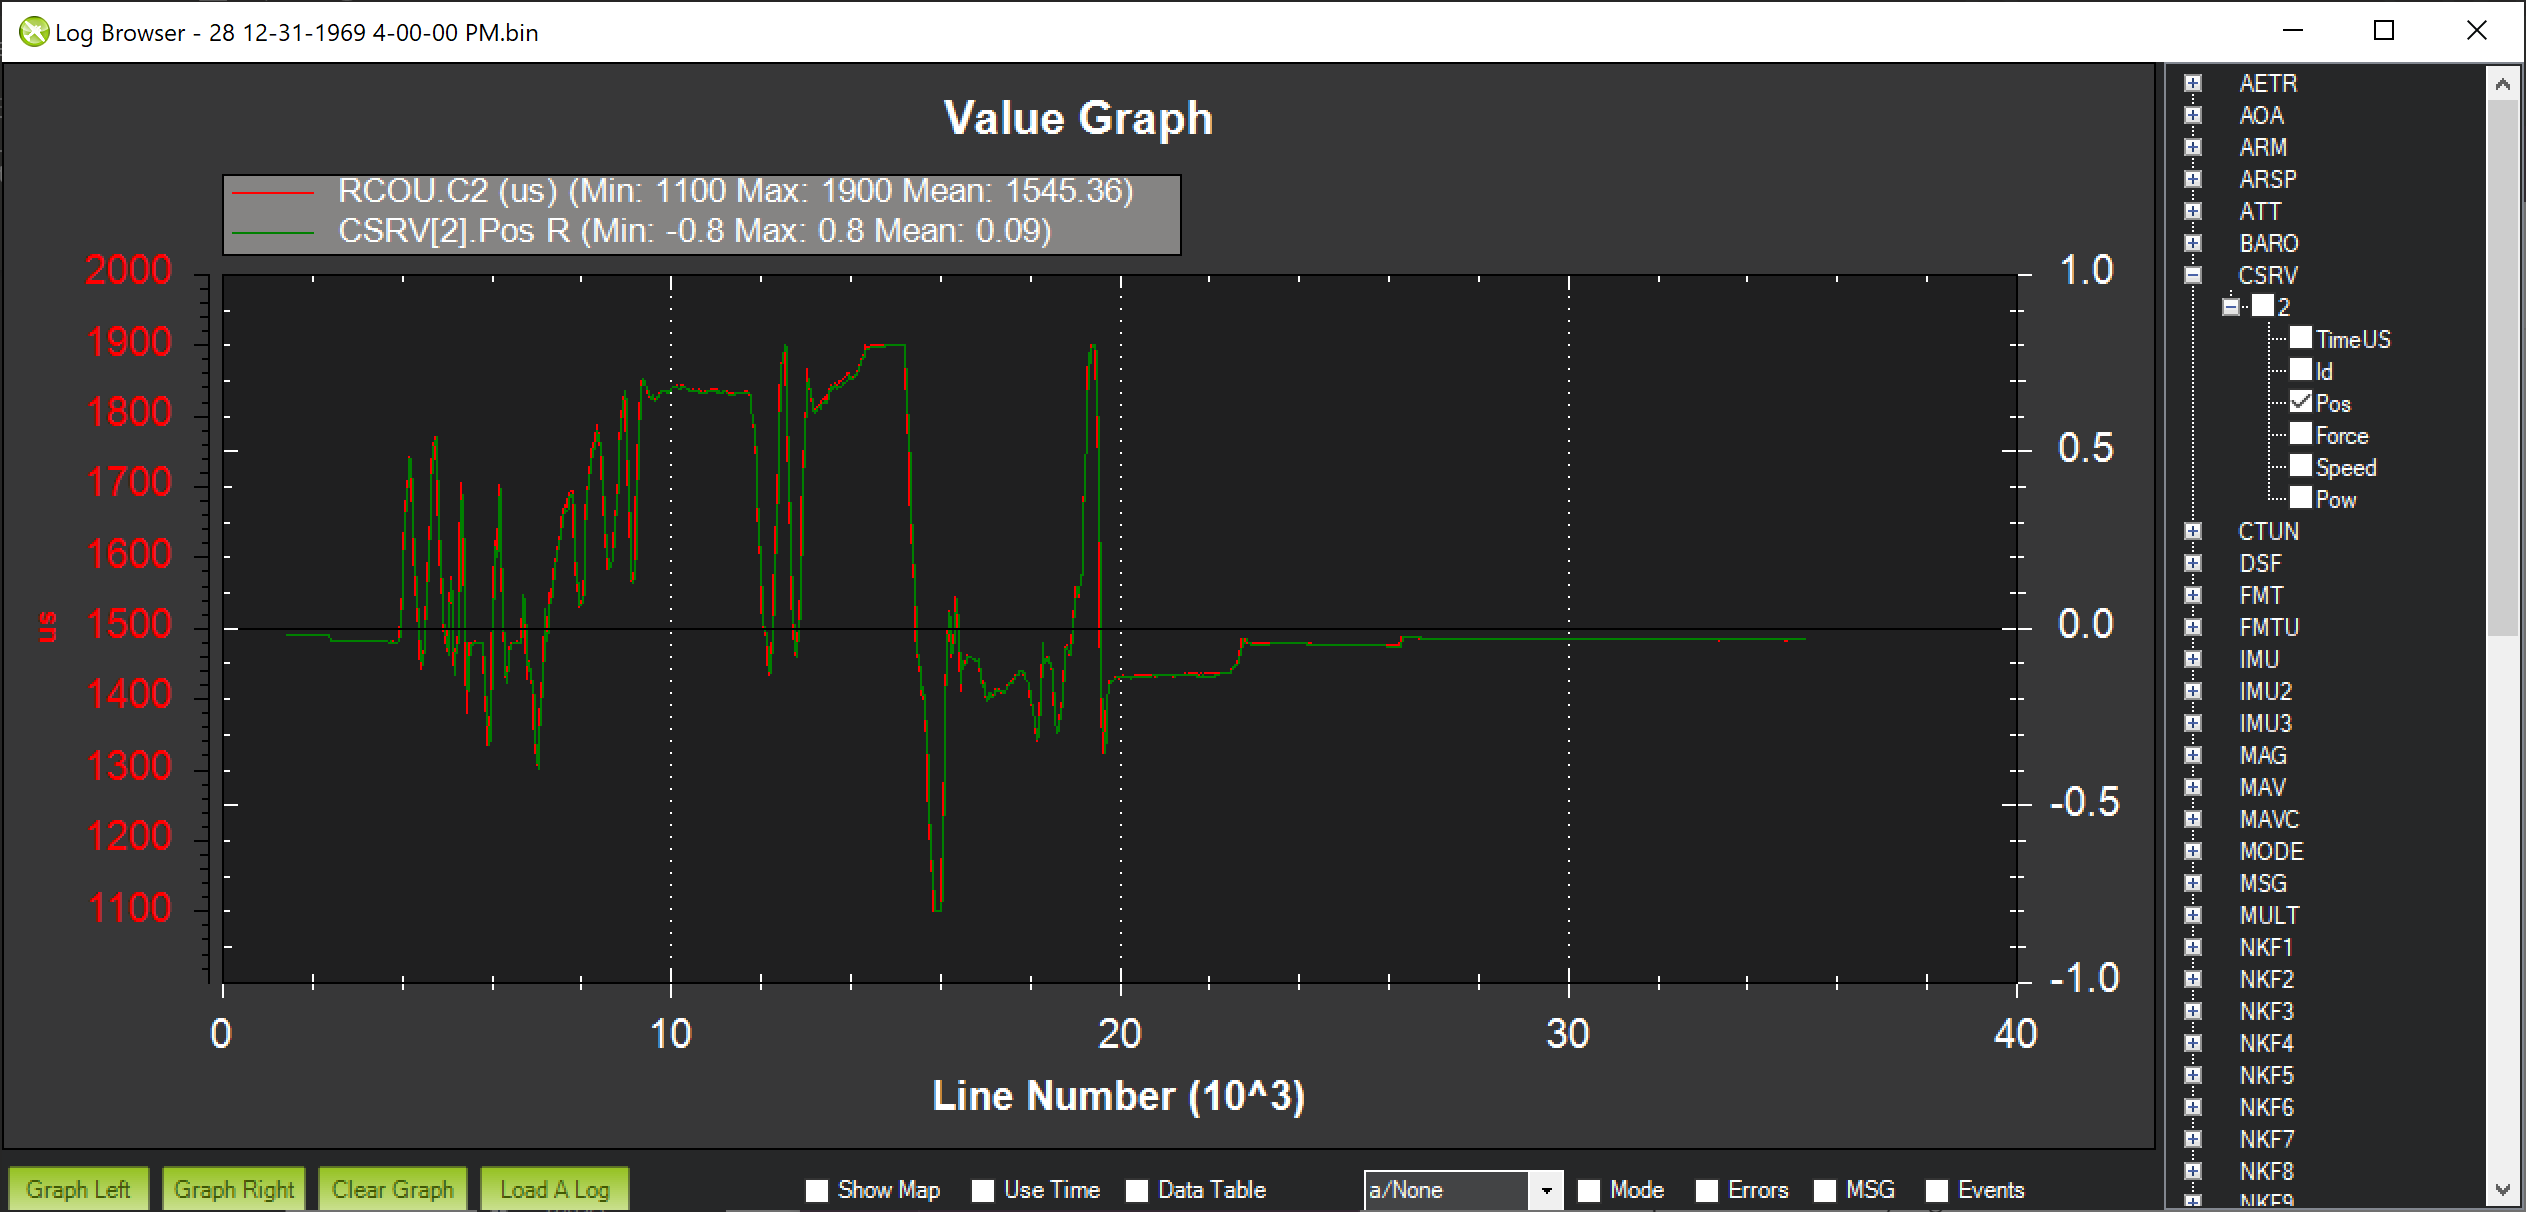 Log Browser - 28 12-31-1969 4-00-00 PM.bin
Value Graph
RCOU.C2 (us) (Min: 1100 Max: 1900 Mean: 1545.36)
CSRV[2].Pos R (Min: -0.8 Max: 0.8 Mean: 0.09)
2000
1900
1800
1700
1600
1500
1400
1300
1200
1100
us
1.0
0.5
0.0
-0.5
-1.0
0 10 20 30 40
Line Number (10^3)
AETR
AOA
ARM
ARSP
ATT
BARO
CSRV
2
TimeUS
Id
Pos
Force
Speed
Pow
CTUN
DSF
FMT
FMTU
IMU
IMU2
IMU3
MAG
MAV
MAVC
MODE
MSG
MULT
NKF1
NKF2
NKF3
NKF4
NKF5
NKF6
NKF7
NKF8
NKF9
Graph Left Graph Right Clear Graph Load A Log Show Map Use Time Data Table a/None Mode Errors MSG Events